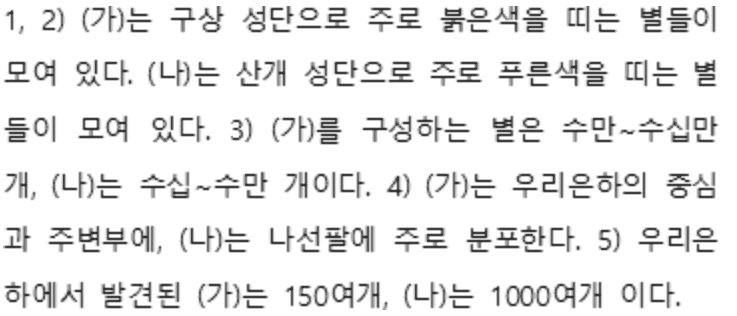 1, 2) (가)는 구상 성단으로 주로 붉은색을 띠는 별들이
모여 있다. (나)는 산개 성단으로 주로 푸른색을 띠는 별
들이 모여 있다. 3) (가)를 구성하는 별은 수만~수십만
개, (나)는 수십~수만 개이다. 4) (가)는 우리은하의 중심
과 주변부에, (나)는 나선팔에 주로 분포한다. 5) 우리은
하에서 발견된 (가)는 150여개, (나)는 1000여개 이다.